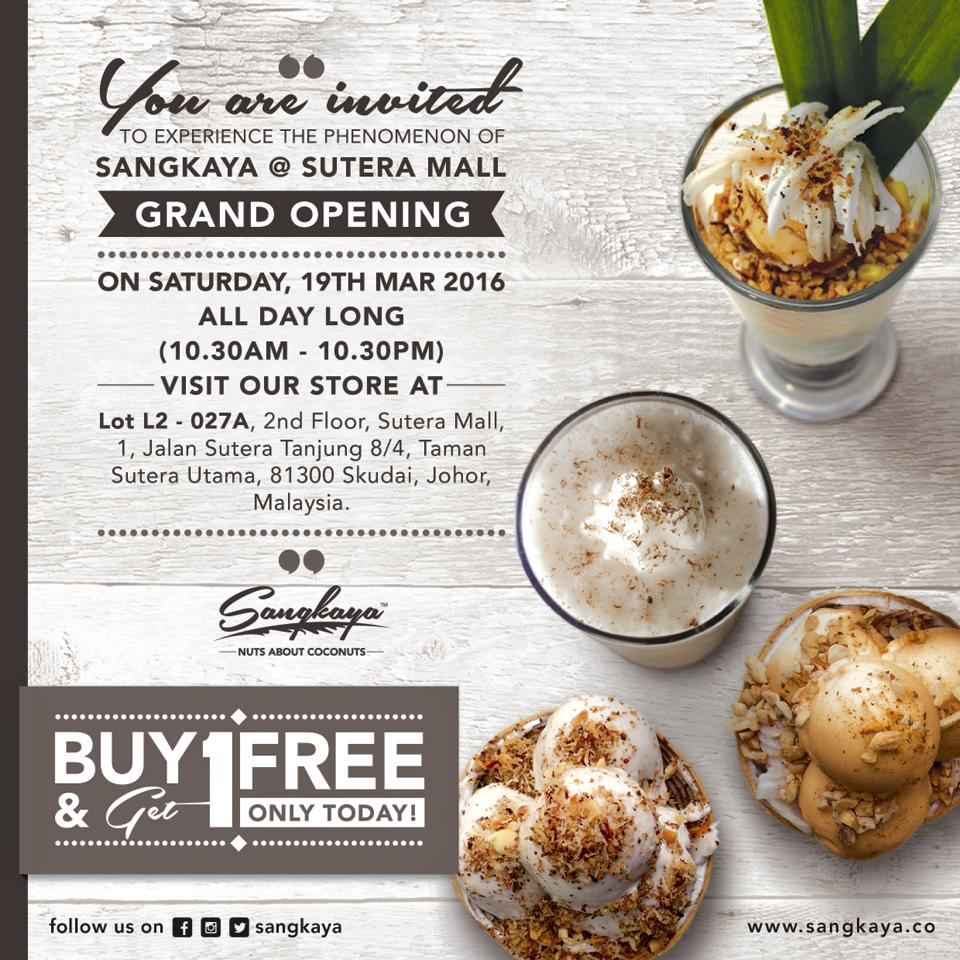 You are invited
TO EXPERIENCE THE PHENOMENON OF
SANGKAYA @ SUTERA MALL
GRAND OPENING
ON SATURDAY, 19TH MAR 2016
ALL DAY LONG
(10.30AM - 10.30PM)
VISIT OUR STORE AT
Lot L2 - 027A, 2nd Floor, Sutera Mall,
1, Jalan Sutera Tanjung 8/4, Taman
Sutera Utama, 81300 Skudai, Johor,
Malaysia.
Sangkaya™
NUTS ABOUT COCONUTS
BUY 1 FREE
& Get ONLY TODAY!
follow us on sangkaya
www.sangkaya.co